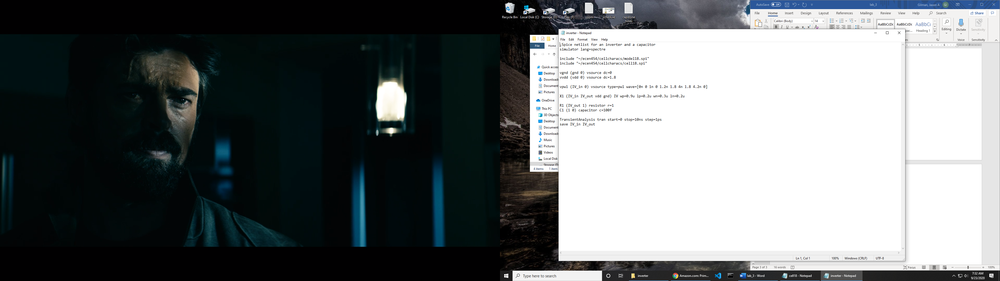 Recycle Bin
Local Disk (C)
Storage (D)
Plex (F)
zoom
schedule
capstone
notes
AutoSave
Off
lab_3
Gilman, Jason A
GJ
File
Home
Insert
Design
Layout
References
Mailings
Review
View
Help
Search
Share
Calibri (Body)
14
AaBbCcDc
AaBbCcDc
AaBbCc
Heading 1
Editing
Dictate
Sensitivity
Voice
Sensitivity
File
Home
Quick access
Desktop
Downloads
Document
Pictures
OneDrive
This PC
3D Objects
Desktop
Document
Downloads
Music
Pictures
Videos
Local Disk
Storage (D
4 items
1 item
inverter - Notepad
File Edit Format View Help
;Spice netlist for an inverter and a capacitor
simulator lang=spectre
include "~/ecen454/cellcharacs/model18.spi"
include "~/ecen454/cellcharacs/cell18.spi"
vgnd (gnd 0) vsource dc=0
vvdd (vdd 0) vsource dc=1.8
vpwl (IV_in 0) vsource type=pwl wave=[0n 0 1n 0 1.2n 1.8 4n 1.8 4.2n 0]
X1 (IV_in IV_out vdd gnd) IV wp=0.9u lp=0.2u wn=0.3u ln=0.2u
R1 (IV_out 1) resistor r=1
C1 (1 0) capacitor c=100f
TransientAnalysis tran start=0 stop=10ns step=1ps
save IV_in IV_out
Ln 1, Col 1
100%
Windows (CRLF)
UTF-8
Page 3 of 3
16 words
Focus
100%
Type here to search
inverter
Amazon.com: Prim...
lab_3 - Word
cell18 - Notepad
inverter - Notepad
7:32 AM
9/23/2020